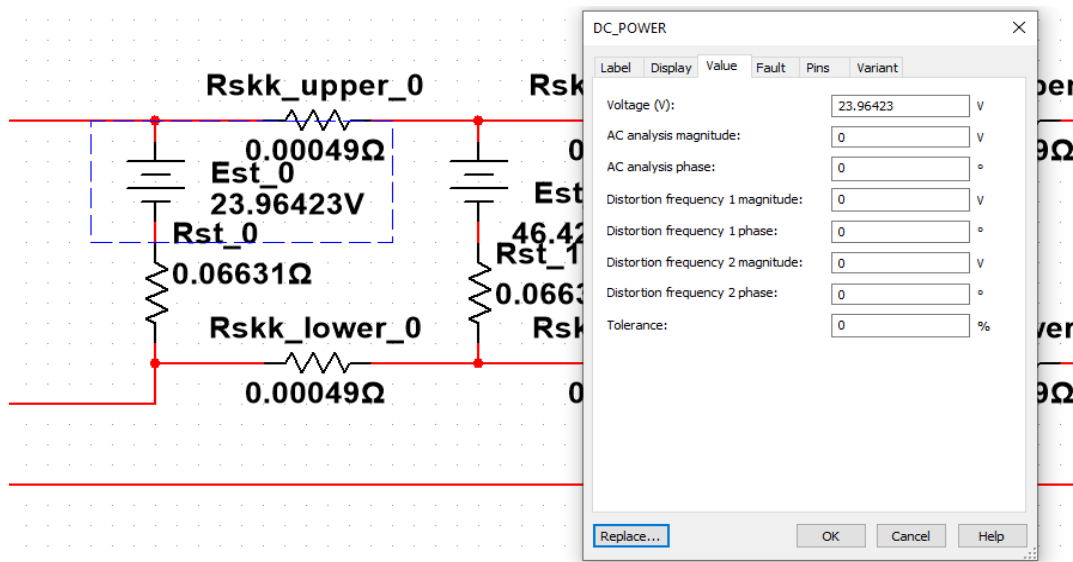 Rskk_upper_0
0.00049Ω
Est_0
23.96423V
Rst_0
0.06631Ω
Rskk_lower_0
0.00049Ω
Rst_1
DC_POWER
Label Display Value Fault Pins Variant
Voltage (V): 23.96423 V
AC analysis magnitude: 0 V
AC analysis phase: 0 °
Distortion frequency 1 magnitude: 0 V
Distortion frequency 1 phase: 0 °
Distortion frequency 2 magnitude: 0 V
Distortion frequency 2 phase: 0 °
Tolerance: 0 %
Replace... OK Cancel Help